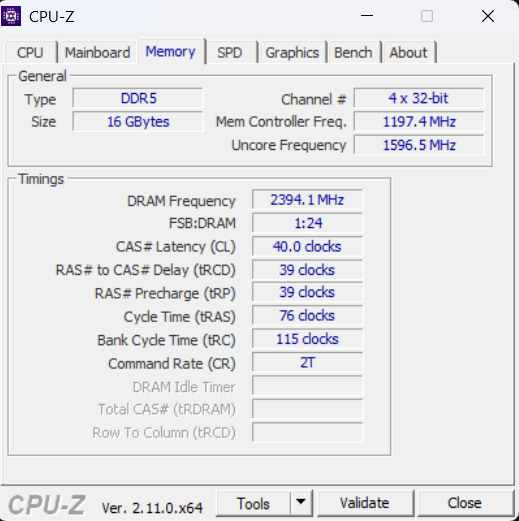 CPU-Z
CPU Mainboard Memory SPD Graphics Bench About
General
Type DDR5 Channel # 4 x 32-bit
Size 16 GBytes Mem Controller Freq. 1197.4 MHz
Uncore Frequency 1596.5 MHz
Timings
DRAM Frequency 2394.1 MHz
FSB:DRAM 1:24
CAS# Latency (CL) 40.0 clocks
RAS# to CAS# Delay (tRCD) 39 clocks
RAS# Precharge (tRP) 39 clocks
Cycle Time (tRAS) 76 clocks
Bank Cycle Time (tRC) 115 clocks
Command Rate (CR) 2T
DRAM Idle Timer
Total CAS# (tRDRAM)
Row To Column (tRCD)
CPU-Z Ver. 2.11.0.x64 Tools Validate Close